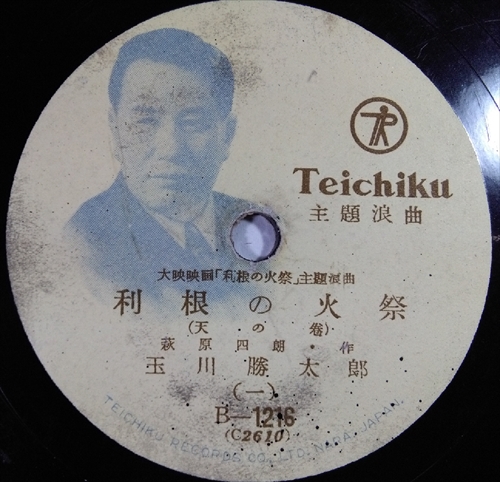 Teichiku
主題浪曲
大映映画「利根の火祭」主題浪曲
利根の火祭
(天の巻)
萩原四朗・作
玉川勝太郎
(一)
B-1216
(C2610)
TEICHIKU RECORDS CO., LTD. NARA, JAPAN.